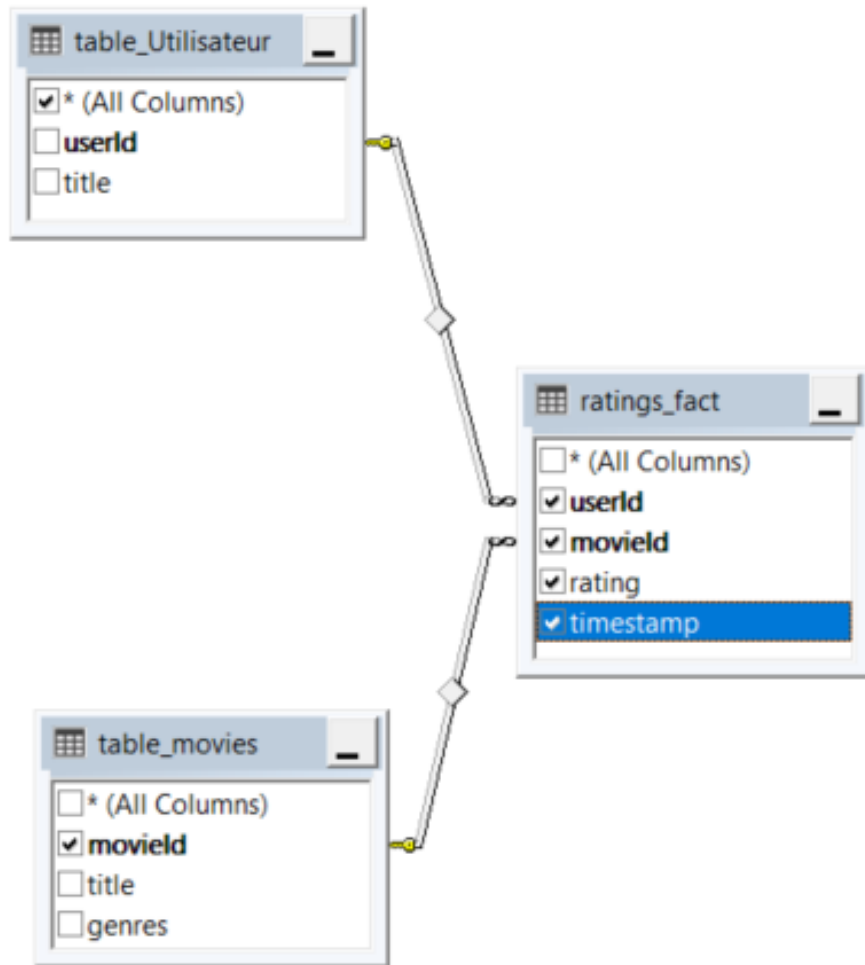 table_Utilisateur
* (All Columns)
userId
title
ratings_fact
* (All Columns)
userId
movieId
rating
timestamp
table_movies
* (All Columns)
movieId
title
genres